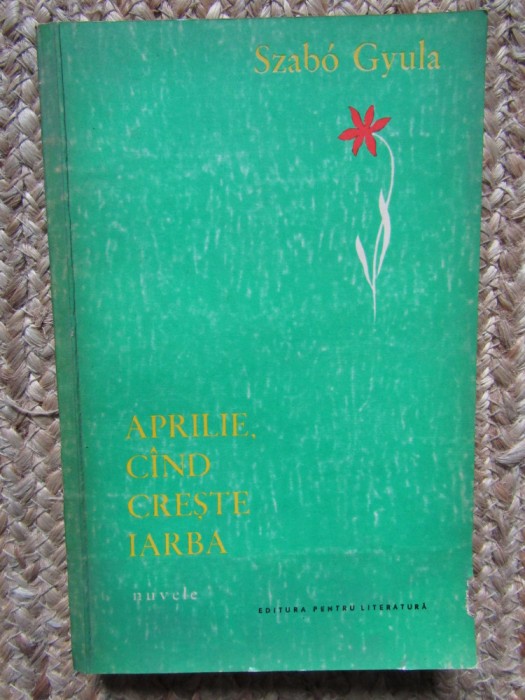 Szabó Gyula
APRILIE,
CÎND
CREȘTE
IARBA
nuvele
EDITURA PENTRU LITERATURĂ